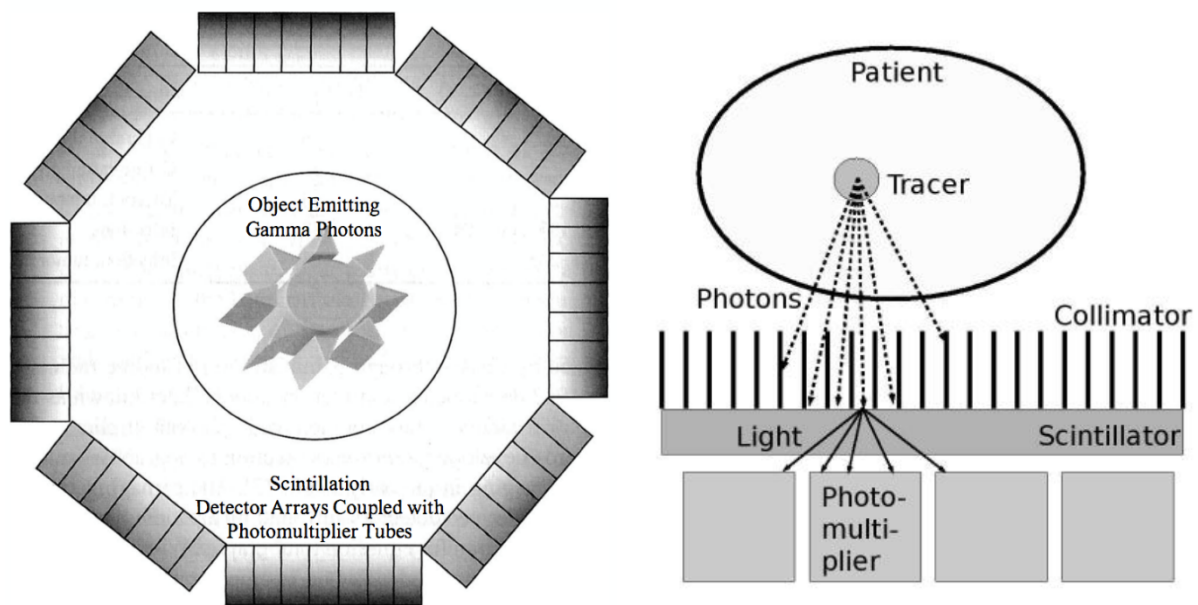 Object Emitting
Gamma Photons
Scintillation
Detector Arrays Coupled with
Photomultiplier Tubes
Patient
Tracer
Photons
Collimator
Light
Scintillator
Photo-
multi-
plier